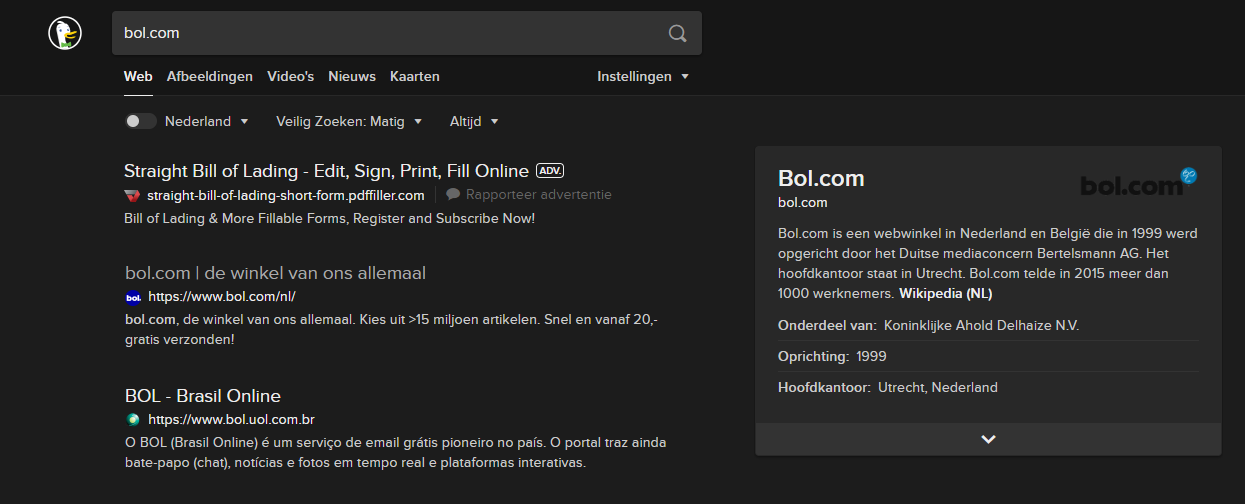 bol.com
Web Afbeeldingen Video's Nieuws Kaarten Instellingen
Nederland Veilig Zoeken: Matig Altijd
Straight Bill of Lading - Edit, Sign, Print, Fill Online ADV.
straight-bill-of-lading-short-form.pdffiller.com Rapporteer advertentie
Bill of Lading & More Fillable Forms, Register and Subscribe Now!
bol.com | de winkel van ons allemaal
bol. https://www.bol.com/nl/
bol.com, de winkel van ons allemaal. Kies uit >15 miljoen artikelen. Snel en vanaf 20,-
gratis verzonden!
BOL - Brasil Online
https://www.bol.uol.com.br
O BOL (Brasil Online) é um serviço de email grátis pioneiro no país. O portal traz ainda
bate-papo (chat), notícias e fotos em tempo real e plataformas interativas.
Bol.com
bol.com
bol.com
Bol.com is een webwinkel in Nederland en België die in 1999 werd
opgericht door het Duitse mediaconcern Bertelsmann AG. Het
hoofdkantoor staat in Utrecht. Bol.com telde in 2015 meer dan
1000 werknemers. Wikipedia (NL)
Onderdeel van: Koninklijke Ahold Delhaize N.V.
Oprichting: 1999
Hoofdkantoor: Utrecht, Nederland